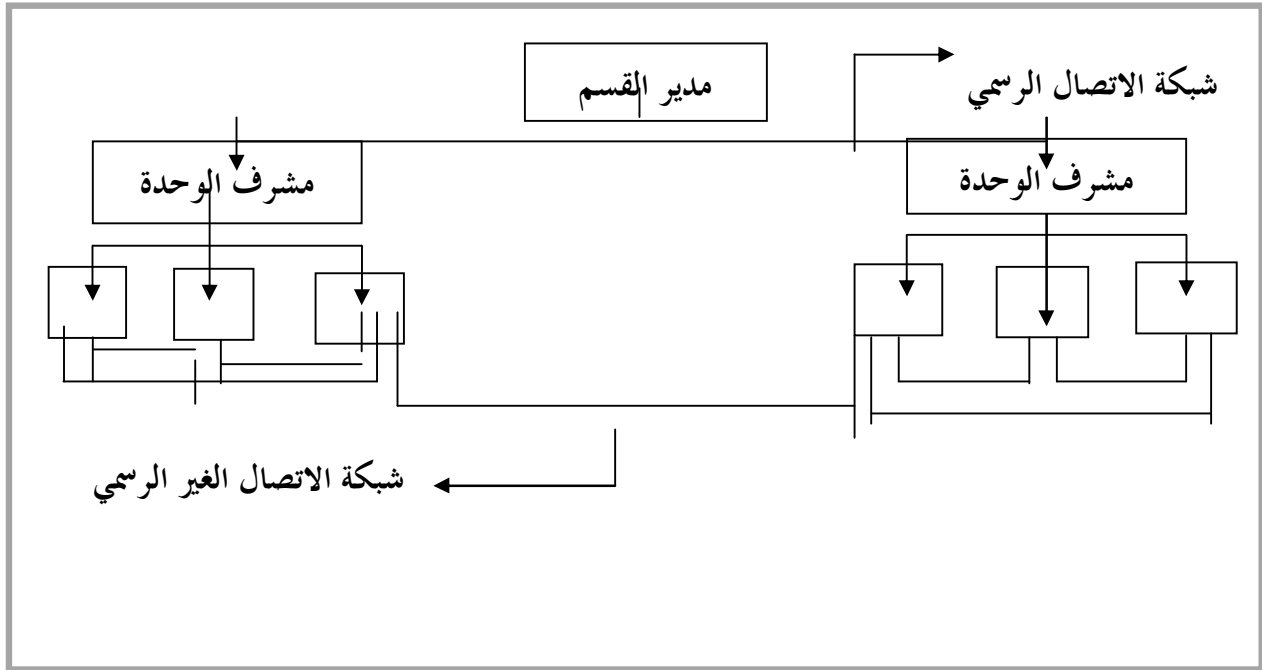 مدير القسم
شبكة الاتصال الرسمي
مشرف الوحدة
مشرف الوحدة
شبكة الاتصال الغير الرسمي